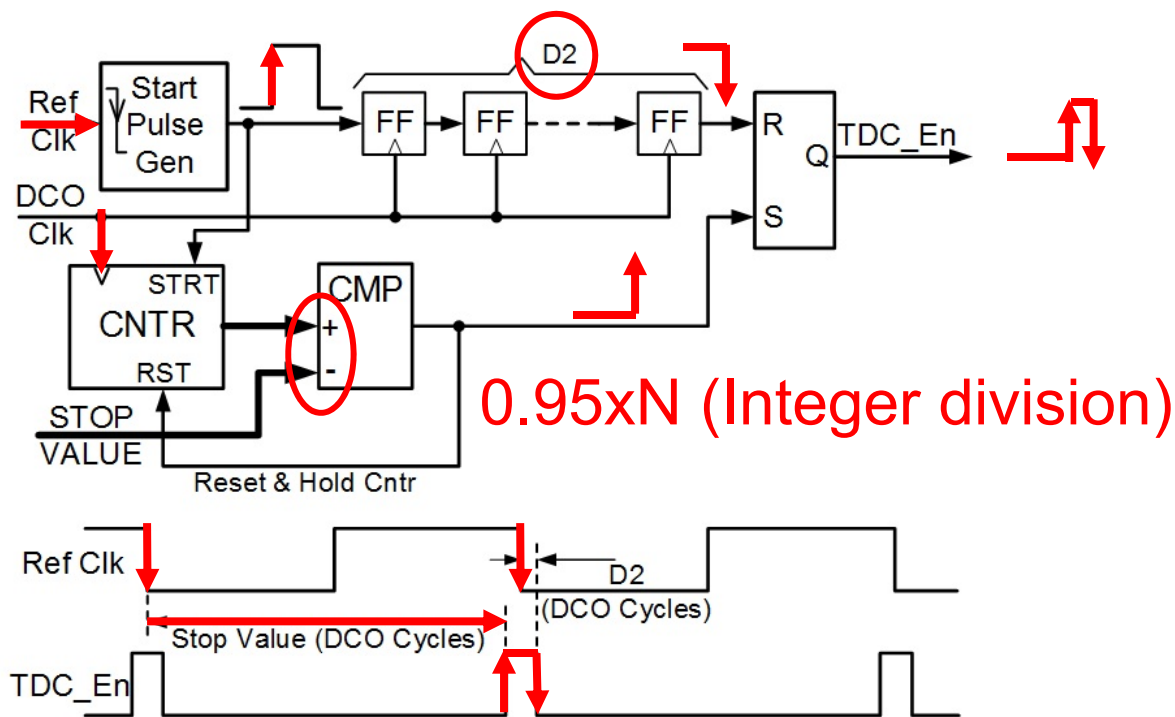 D2
Ref
Clk
Start
Pulse
Gen
FF
FF
FF
R
Q
S
TDC_En
DCO
Clk
STRT
CNTR
RST
CMP
+
-
0.95xN (Integer division)
STOP
VALUE
Reset & Hold Cntr
Ref Clk
D2
(DCO Cycles)
Stop Value (DCO Cycles)
TDC_En